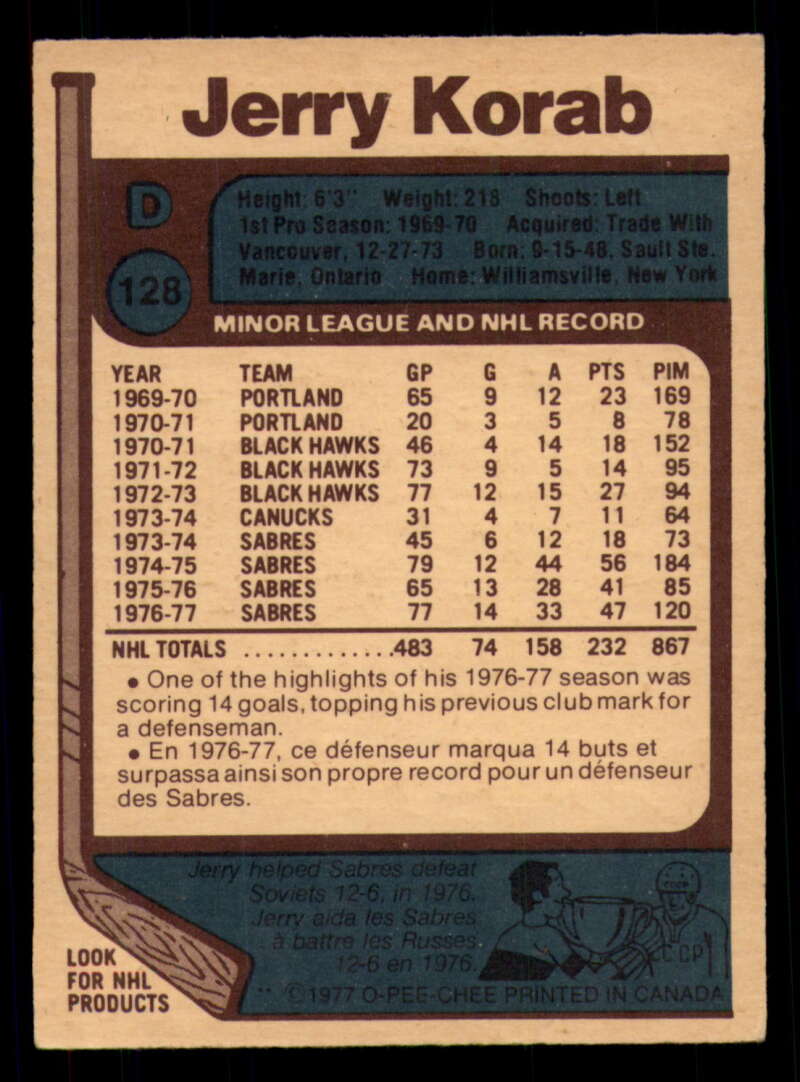 Jerry Korab
D
Height: 6'3" Weight: 218 Shoots: Left
1st Pro Season: 1969-70 Acquired: Trade With
Vancouver, 12-27-73 Born: 9-15-48, Sault Ste.
Marie, Ontario Home: Williamsville, New York
128
MINOR LEAGUE AND NHL RECORD
YEAR TEAM GP G A PTS PIM
1969-70 PORTLAND 65 9 12 23 169
1970-71 PORTLAND 20 3 5 8 78
1970-71 BLACK HAWKS 46 4 14 18 152
1971-72 BLACK HAWKS 73 9 5 14 95
1972-73 BLACK HAWKS 77 12 15 27 94
1973-74 CANUCKS 31 4 7 11 64
1973-74 SABRES 45 6 12 18 73
1974-75 SABRES 79 12 44 56 184
1975-76 SABRES 65 13 28 41 85
1976-77 SABRES 77 14 33 47 120
NHL TOTALS .............483 74 158 232 867
• One of the highlights of his 1976-77 season was
scoring 14 goals, topping his previous club mark for
a defenseman.
• En 1976-77, ce défenseur marqua 14 buts et
surpassa ainsi son propre record pour un défenseur
des Sabres.
Jerry helped Sabres defeat
Soviets 12-6, in 1976.
Jerry aida les Sabres
à battre les Russes
12-6 en 1976.
CCCP
CCP
LOOK
FOR NHL
PRODUCTS
** ©1977 O-PEE-CHEE PRINTED IN CANADA